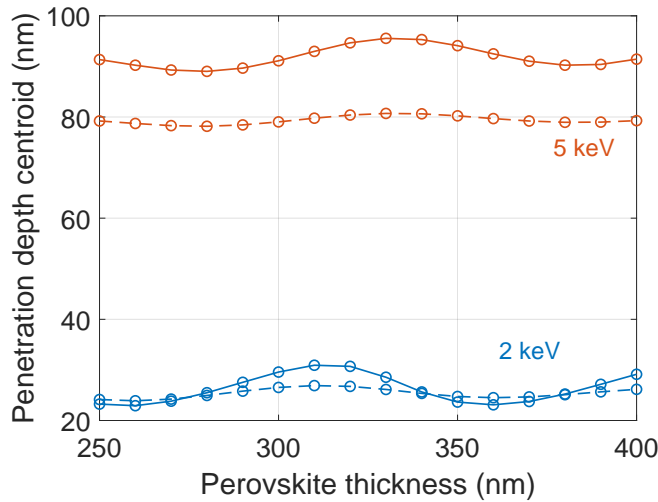 Penetration depth centroid (nm)
100
80
60
40
20
5 keV
2 keV
250
300
350
400
Perovskite thickness (nm)